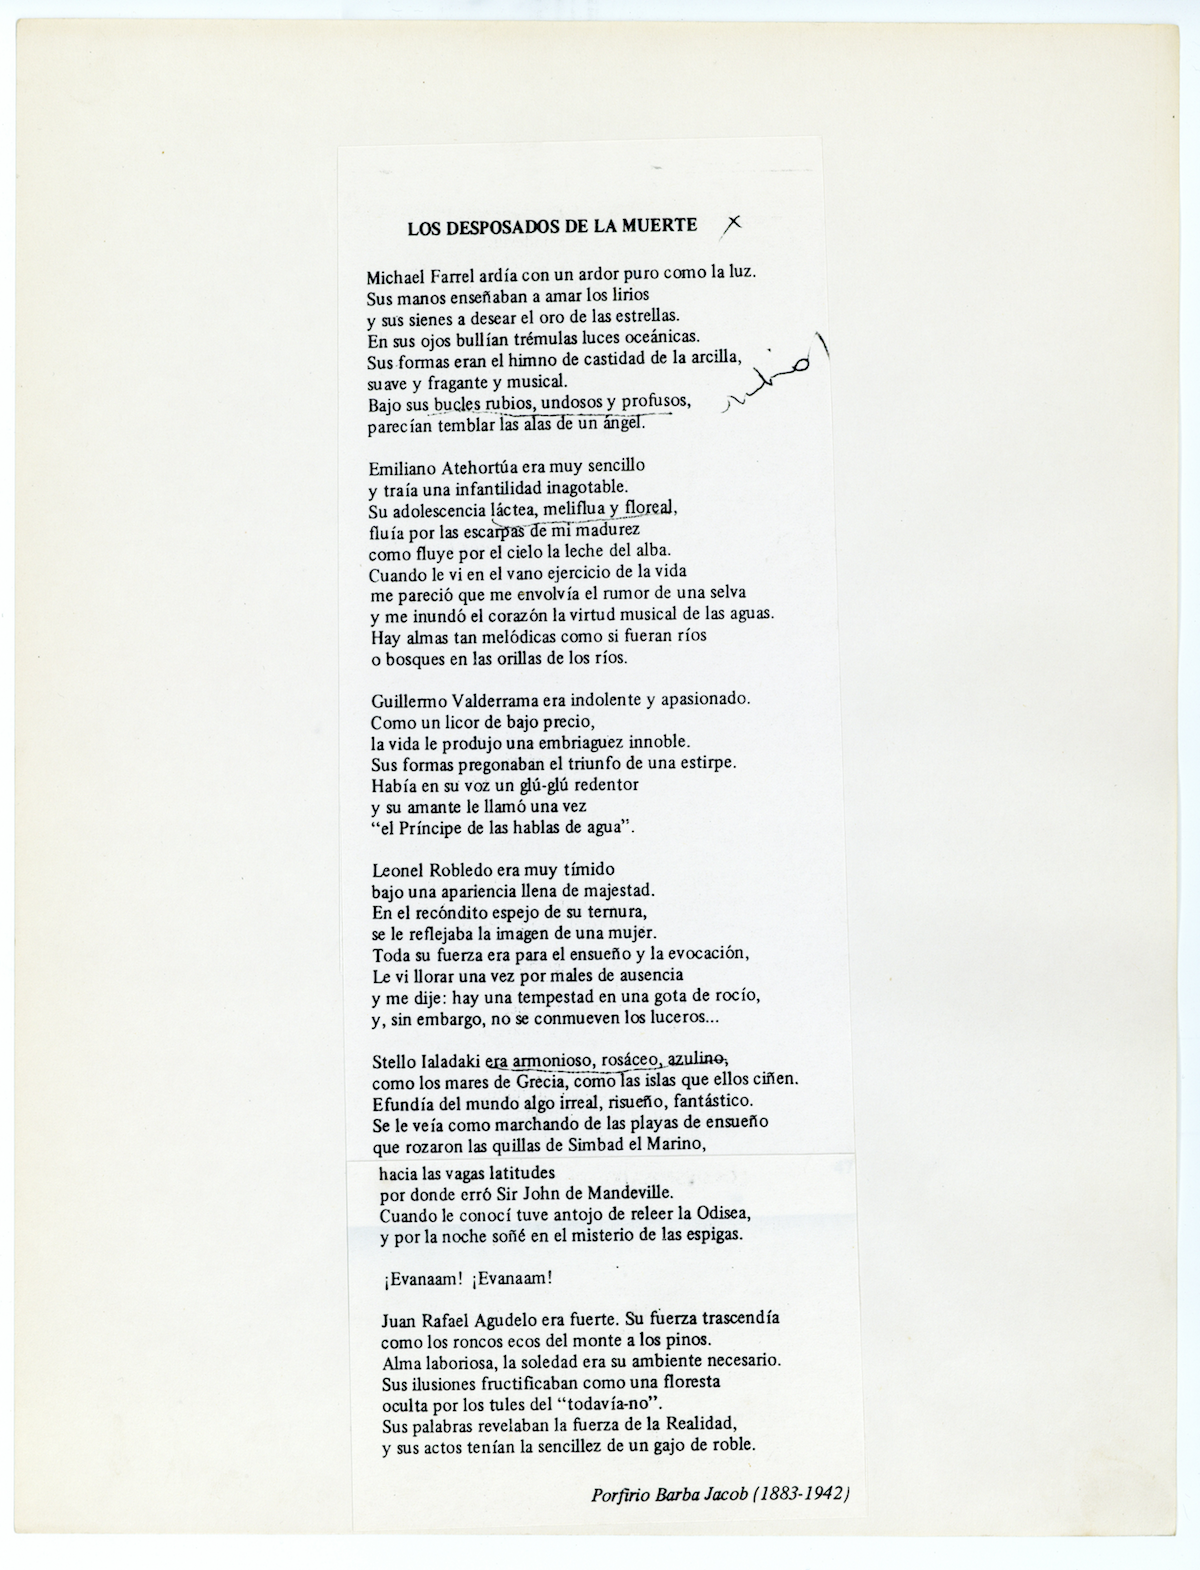 LOS DESPOSADOS DE LA MUERTE X
Michael Farrel ardía con un ardor puro como la luz.
Sus manos enseñaban a amar los lirios
y sus sienes a desear el oro de las estrellas.
En sus ojos bullían trémulas luces oceánicas.
Sus formas eran el himno de castidad de la arcilla,
suave y fragante y musical.
Bajo sus bucles rubios, undosos y profusos,
parecían temblar las alas de un ángel.
Emiliano Atehortúa era muy sencillo
y traía una infantilidad inagotable.
Su adolescencia láctea, meliflua y floreal,
fluía por las escarpas de mi madurez
como fluye por el cielo la leche del alba.
Cuando le vi en el vano ejercicio de la vida
me pareció que me envolvía el rumor de una selva
y me inundó el corazón la virtud musical de las aguas.
Hay almas tan melódicas como si fueran ríos
o bosques en las orillas de los ríos.
Guillermo Valderrama era indolente y apasionado.
Como un licor de bajo precio,
la vida le produjo una embriaguez innoble.
Sus formas pregonaban el triunfo de una estirpe.
Había en su voz un glú-glú redentor
y su amante le llamó una vez
“el Príncipe de las hablas de agua”.
Leonel Robledo era muy tímido
bajo una apariencia llena de majestad.
En el recóndito espejo de su ternura,
se le reflejaba la imagen de una mujer.
Toda su fuerza era para el ensueño y la evocación,
Le vi llorar una vez por males de ausencia
y me dije: hay una tempestad en una gota de rocío,
y, sin embargo, no se conmueven los luceros...
Stello Ialadaki era armonioso, rosáceo, azulino,
como los mares de Grecia, como las islas que ellos ciñen.
Efundía del mundo algo irreal, risueño, fantástico.
Se le veía como marchando de las playas de ensueño
que rozaron las quillas de Simbad el Marino,
hacia las vagas latitudes
por donde erró Sir John de Mandeville.
Cuando le conocí tuve antojo de releer la Odisea,
y por la noche soñé en el misterio de las espigas.
¡Evanaam! ¡Evanaam!
Juan Rafael Agudelo era fuerte. Su fuerza trascendía
como los roncos ecos del monte a los pinos.
Alma laboriosa, la soledad era su ambiente necesario.
Sus ilusiones fructificaban como una floresta
oculta por los tules del “todavía-no”.
Sus palabras revelaban la fuerza de la Realidad,
y sus actos tenían la sencillez de un gajo de roble.
Porfirio Barba Jacob (1883-1942)